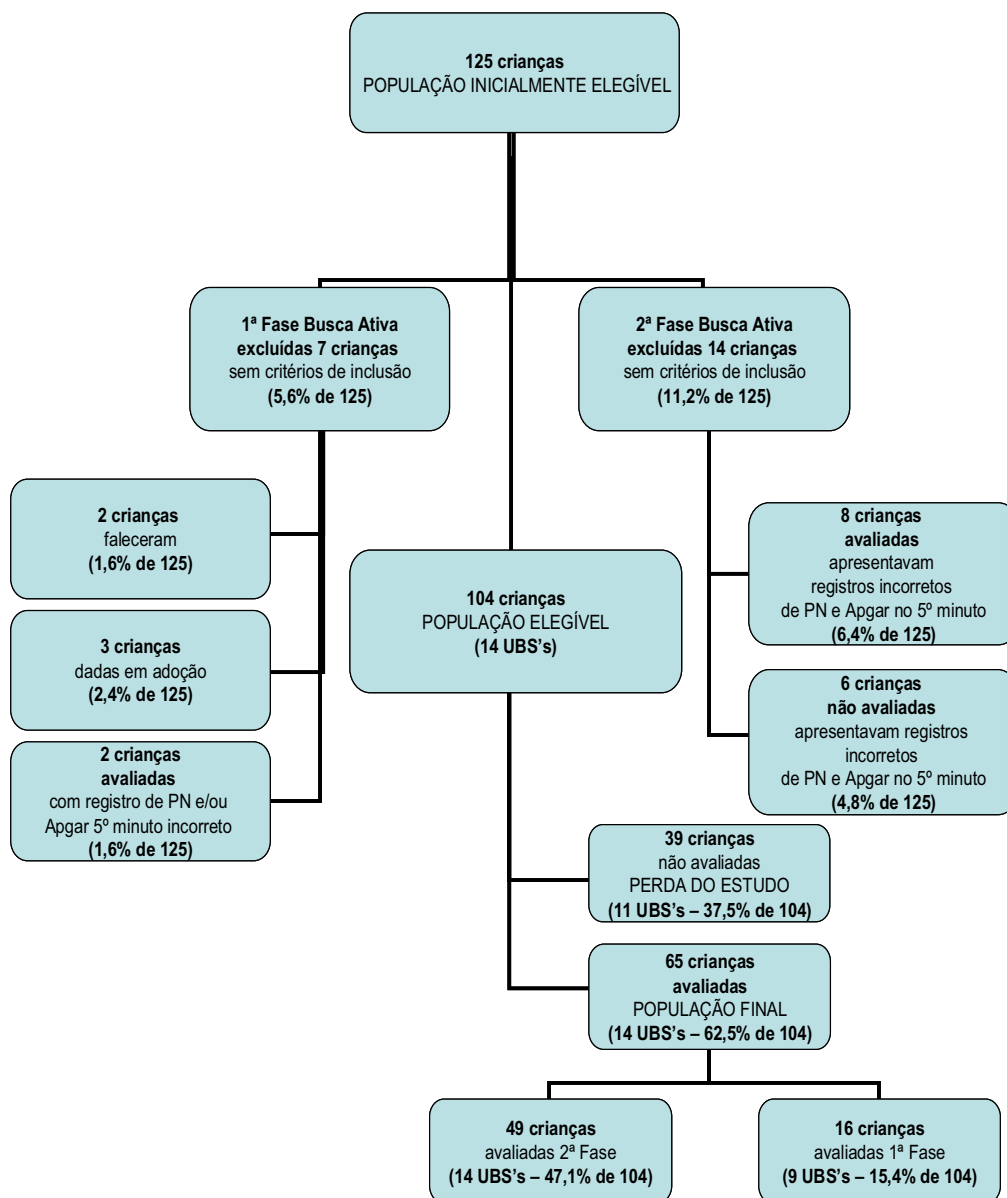 125 crianças
POPULAÇÃO INICIALMENTE ELEGÍVEL
1ª Fase Busca Ativa
excluídas 7 crianças
sem critérios de inclusão
(5,6% de 125)
2ª Fase Busca Ativa
excluídas 14 crianças
sem critérios de inclusão
(11,2% de 125)
2 crianças
faleceram
(1,6% de 125)
3 crianças
dadas em adoção
(2,4% de 125)
2 crianças
avaliadas
com registro de PN e/ou
Apgar 5º minuto incorreto
(1,6% de 125)
104 crianças
POPULAÇÃO ELEGÍVEL
(14 UBS's)
8 crianças
avaliadas
apresentavam
registros incorretos
de PN e Apgar no 5º minuto
(6,4% de 125)
6 crianças
não avaliadas
apresentavam registros
incorretos
de PN e Apgar no 5º minuto
(4,8% de 125)
39 crianças
não avaliadas
PERDA DO ESTUDO
(11 UBS's – 37,5% de 104)
65 crianças
avaliadas
POPULAÇÃO FINAL
(14 UBS's – 62,5% de 104)
49 crianças
avaliadas 2ª Fase
(14 UBS's – 47,1% de 104)
16 crianças
avaliadas 1ª Fase
(9 UBS's – 15,4% de 104)